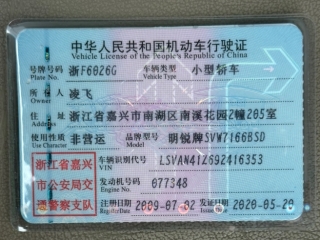 中华人民共和国机动车行驶证
Vehicle License of the People's Republic of China
号牌号码 浙F6026G 车辆类型 小型轿车
Plate No. Vehicle Type
所有人 凌飞
Owner
住址 浙江省嘉兴市南湖区南溪花园2幢205室
Address
使用性质 非营运 品牌型号 明锐牌SVW7166BSD
Use Character Model
浙江省嘉兴 车辆识别代号 LSVAN41Z692416353
VIN
市公安局交 发动机号码 077348
Engine No.
通警察支队 注册日期 2009-07-02 发证日期 2020-05-20
Register Date Issue Date